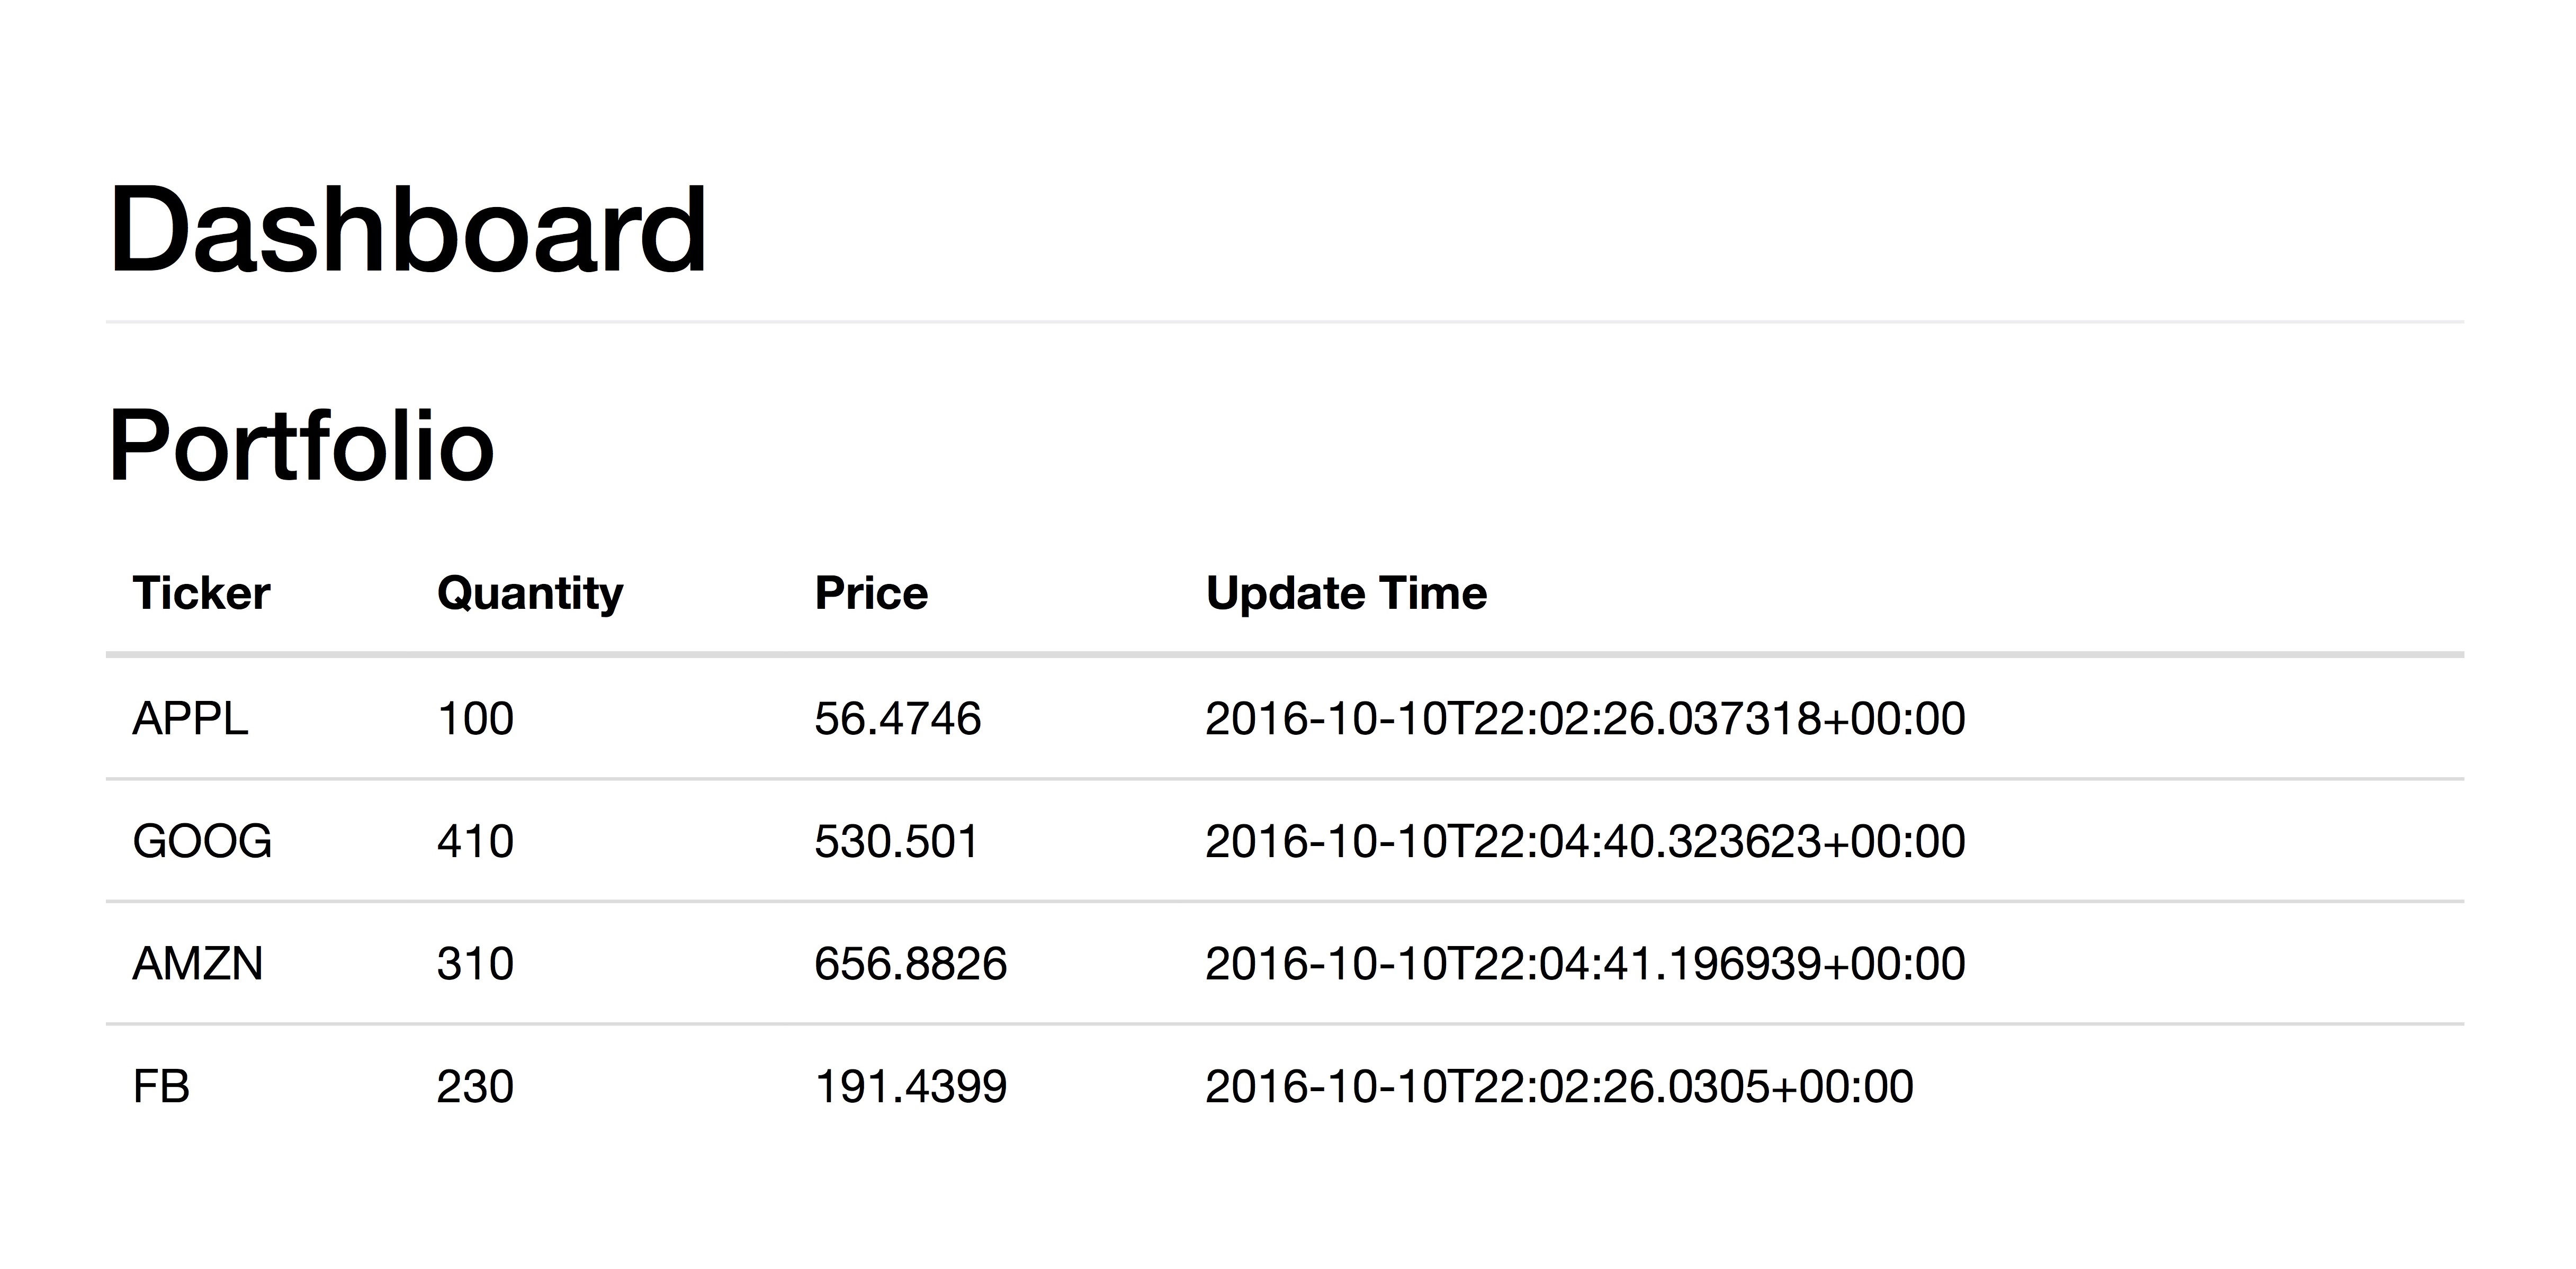 Dashboard
Portfolio
Ticker Quantity Price Update Time
APPL 100 56.4746 2016-10-10T22:02:26.037318+00:00
GOOG 410 530.501 2016-10-10T22:04:40.323623+00:00
AMZN 310 656.8826 2016-10-10T22:04:41.196939+00:00
FB 230 191.4399 2016-10-10T22:02:26.0305+00:00